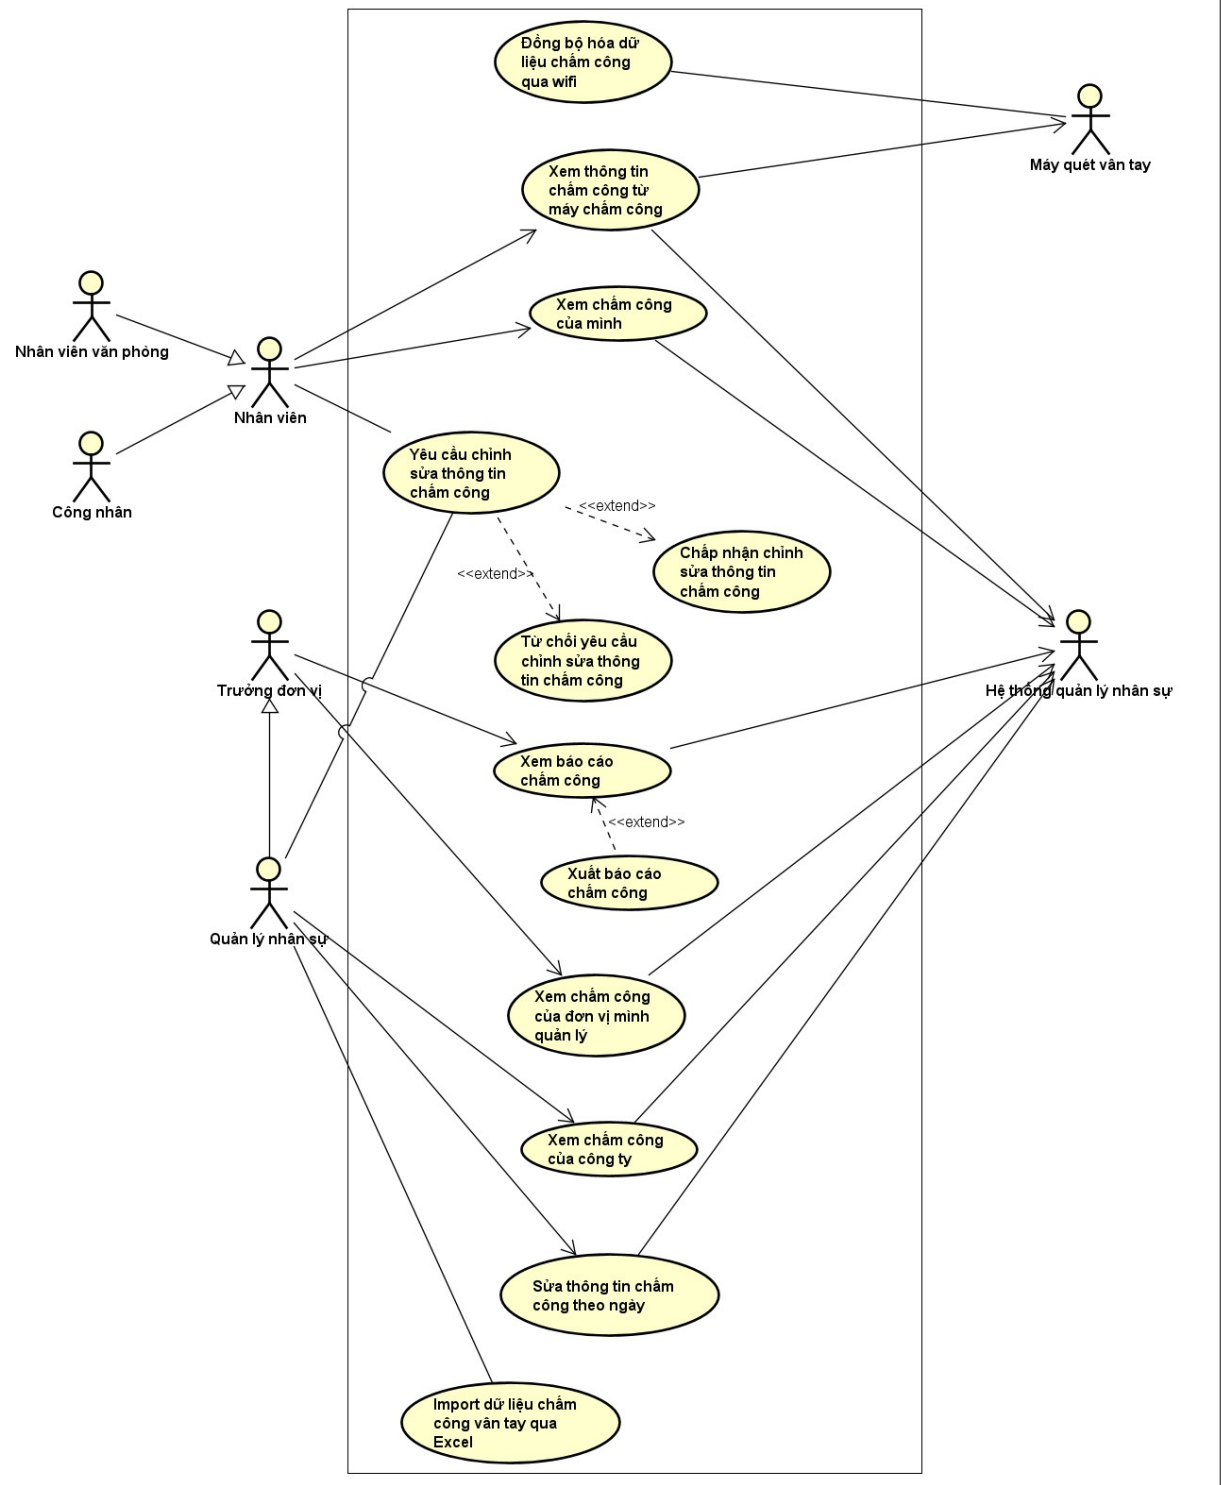 Đồng bộ hóa dữ
liệu chấm công
qua wifi
Máy quét vân tay
Xem thông tin
chấm công từ
máy chấm công
Xem chấm công
của mình
Nhân viên văn phòng
Nhân viên
Công nhân
Yêu cầu chỉnh
sửa thông tin
chấm công
<<extend>>
Chấp nhận chỉnh
sửa thông tin
chấm công
<<extend>>
Từ chối yêu cầu
chỉnh sửa thông
tin chấm công
Trưởng đơn vị
Hệ thống quản lý nhân sự
Xem báo cáo
chấm công
<<extend>>
Xuất báo cáo
chấm công
Quản lý nhân sự
Xem chấm công
của đơn vị mình
quản lý
Xem chấm công
của công ty
Sửa thông tin chấm
công theo ngày
Import dữ liệu chấm
công vân tay qua
Excel